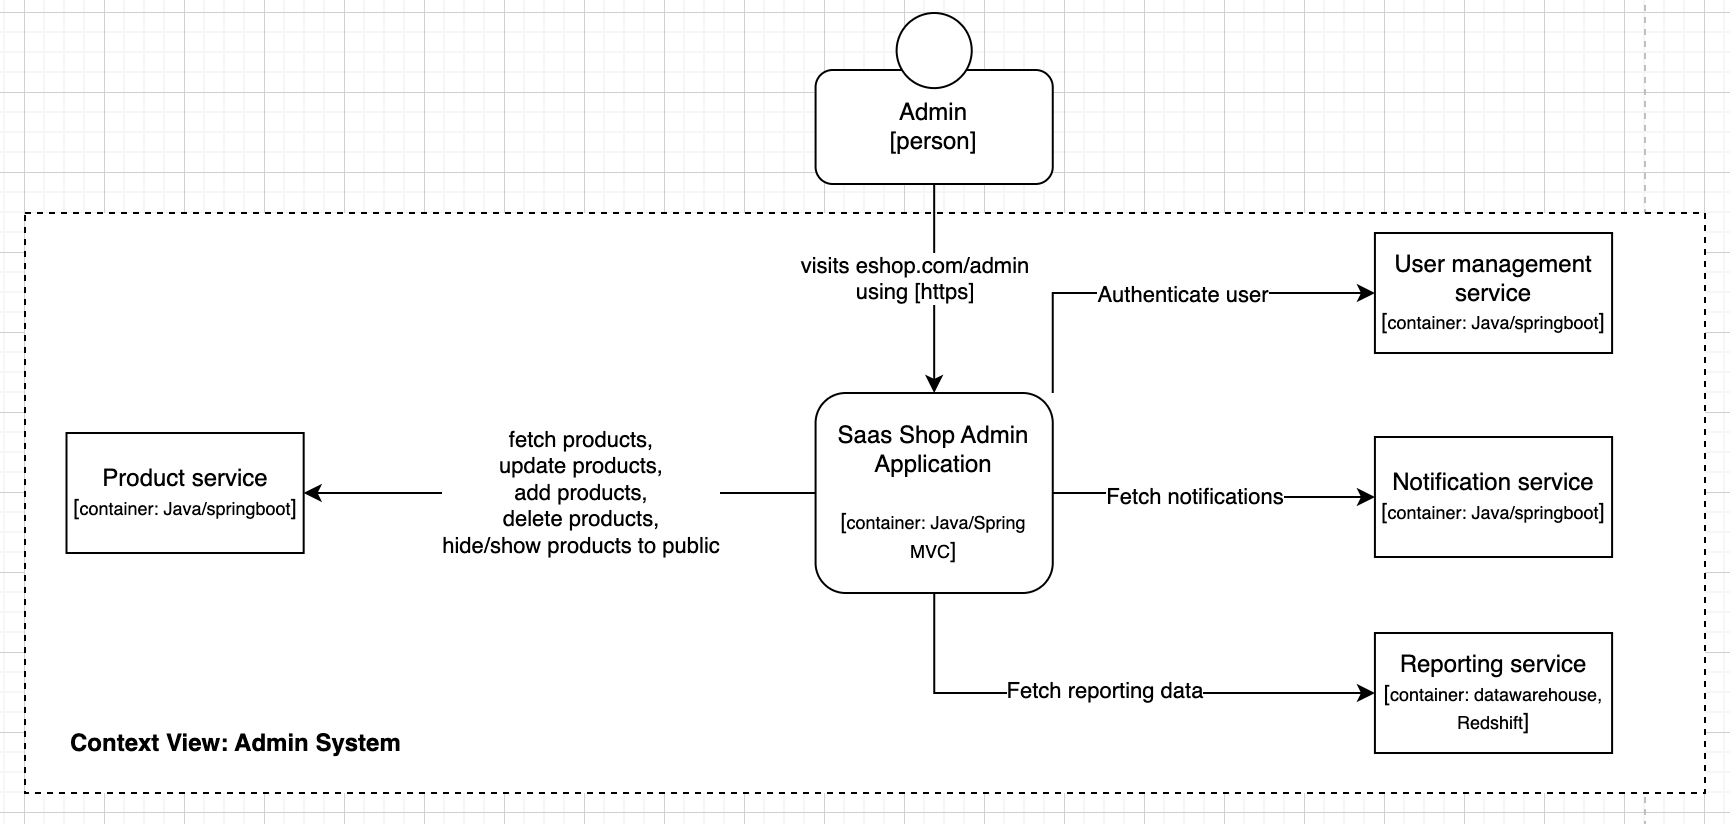 Admin
[person]
visits eshop.com/admin
using [https]
Authenticate user
User management
service
[container: Java/springboot]
Product service
[container: Java/springboot]
fetch products,
update products,
add products,
delete products,
hide/show products to public
Saas Shop Admin
Application
[container: Java/Spring
MVC]
Fetch notifications
Notification service
[container: Java/springboot]
Fetch reporting data
Reporting service
[container: datawarehouse,
Redshift]
Context View: Admin System